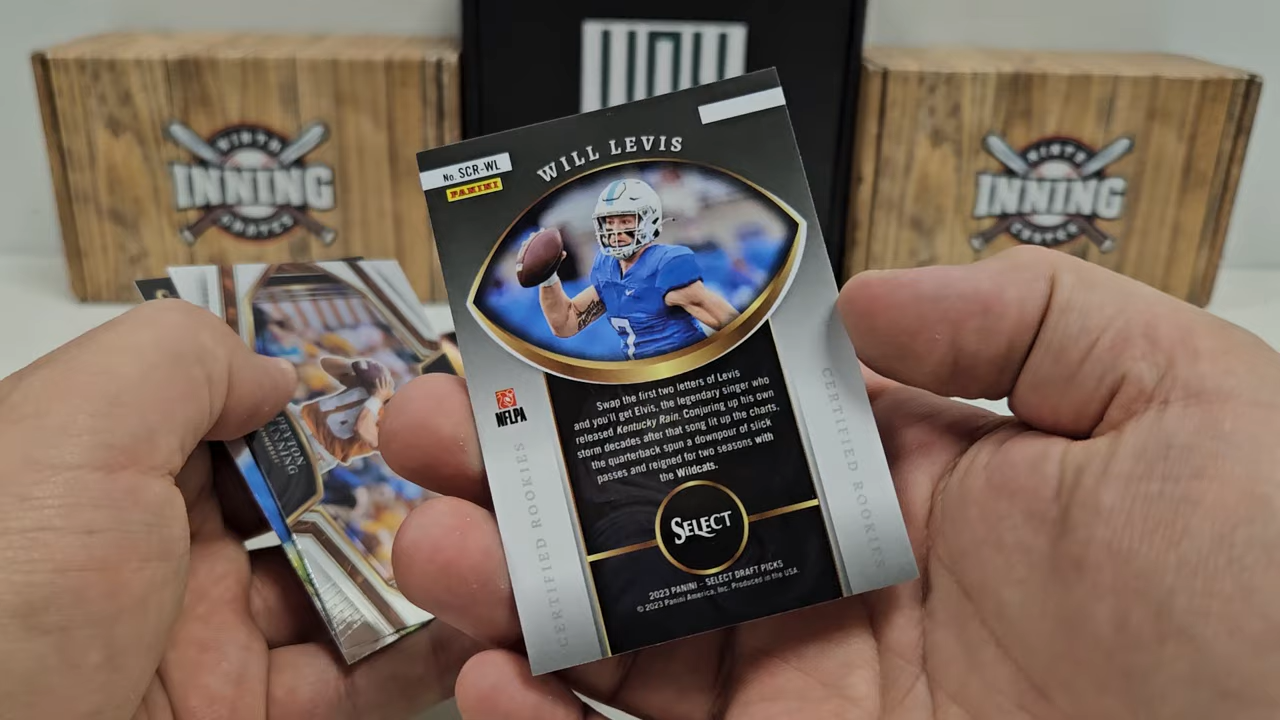 NINTH
INNING
CRATES
NINTH
INNING
CRATES
No. SCR-WL
PANINI
WILL LEVIS
7
NFLPA
CERTIFIED ROOKIES
CERTIFIED ROOKIES
Swap the first two letters of Levis
and you'll get Elvis, the legendary singer who
released Kentucky Rain. Conjuring up his own
storm decades after that song lit up the charts,
the quarterback spun a downpour of slick
passes and reigned for two seasons with
the Wildcats.
SELECT
2023 PANINI – SELECT DRAFT PICKS
© 2023 Panini America, Inc. Produced in the USA.
PEYTON
MANNING